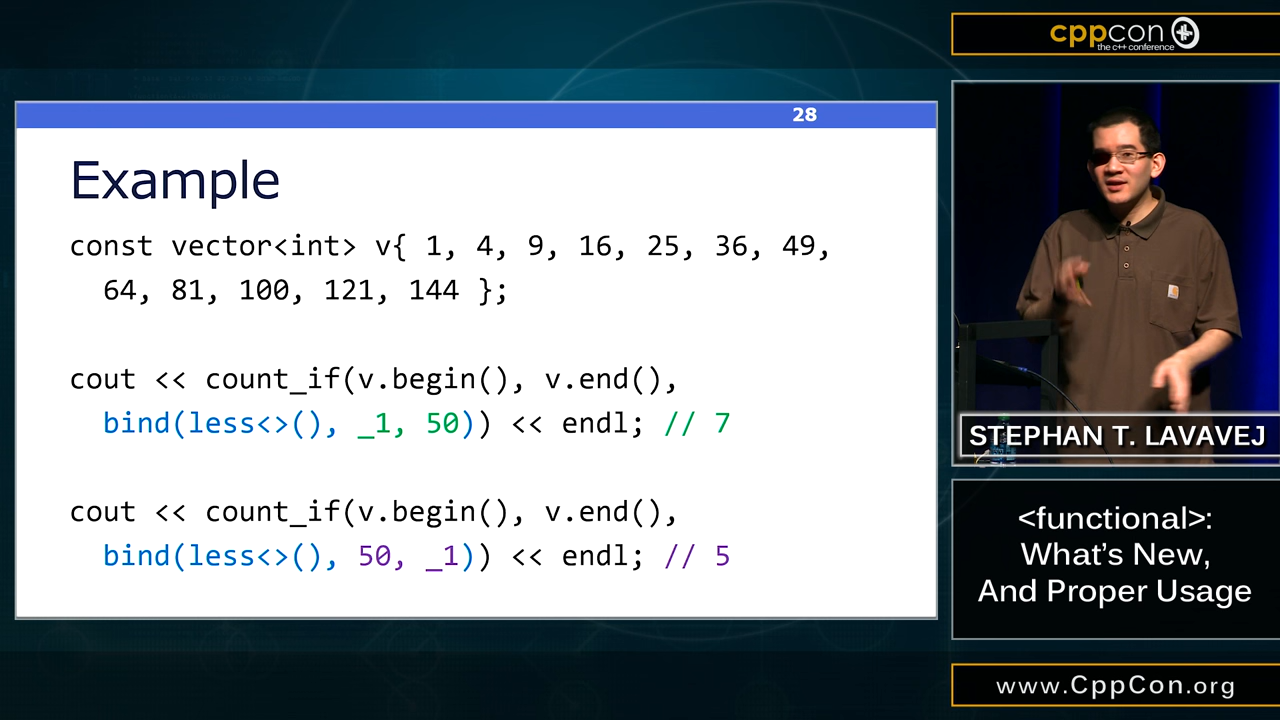 28
Example
const vector<int> v{ 1, 4, 9, 16, 25, 36, 49,
64, 81, 100, 121, 144 };
cout << count_if(v.begin(), v.end(),
bind(less<>(), _1, 50)) << endl; // 7
cout << count_if(v.begin(), v.end(),
bind(less<>(), 50, _1)) << endl; // 5
cppcon
the c++ conference
STEPHAN T. LAVAVEJ
<functional>:
What's New,
And Proper Usage
www.CppCon.org